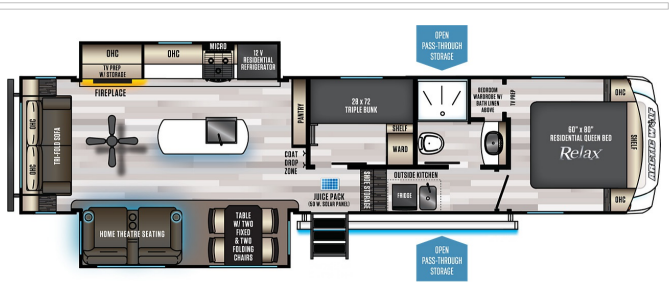 OPEN
PASS-THROUGH
STORAGE
OHC
OHC
MICRO
12 V
RESIDENTIAL
REFRIGERATOR
TV PREP
W/ STORAGE
FIREPLACE
PANTRY
28 x 72
TRIPLE BUNK
SHELF
WARD
BEDROOM
WARDROBE W/
BATH LINEN
ABOVE
TV PREP
OHC
60" x 80"
RESIDENTIAL QUEEN BED
Relax
SHELF
OHC
ARCTIC WOLF
OHC
TRI-FOLD SOFA
OHC
COAT
DROP
ZONE
JUICE PACK
(50 W. SOLAR PANEL)
SHOE STORAGE
OUTSIDE KITCHEN
FRIDGE
HOME THEATRE SEATING
TABLE
W/ TWO
FIXED
& TWO
FOLDING
CHAIRS
OPEN
PASS-THROUGH
STORAGE